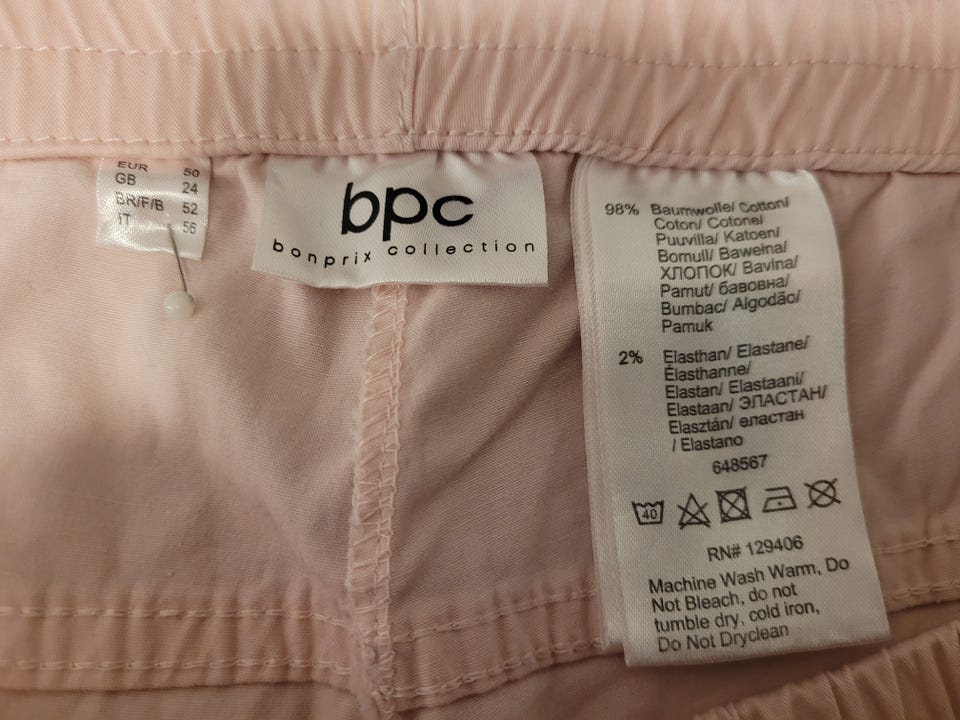 EUR 50
GB 24
BR/F/B 52
IT 56
bpc
bonprix collection
98% Baumwolle/ Cotton/
Coton/ Cotone/
Puuvilla/ Katoen/
Bomull/ Bawełna/
ХЛОПОК/ Bavlna/
Pamut/ бавовна/
Bumbac/ Algodão/
Pamuk
2% Elasthan/ Elastane/
Élasthanne/
Elastan/ Elastaani/
Elastaan/ ЭЛАСТАН/
Elasztán/ еластан
/ Elastano
648567
40
RN# 129406
Machine Wash Warm, Do
Not Bleach, do not
tumble dry, cold iron,
Do Not Dryclean